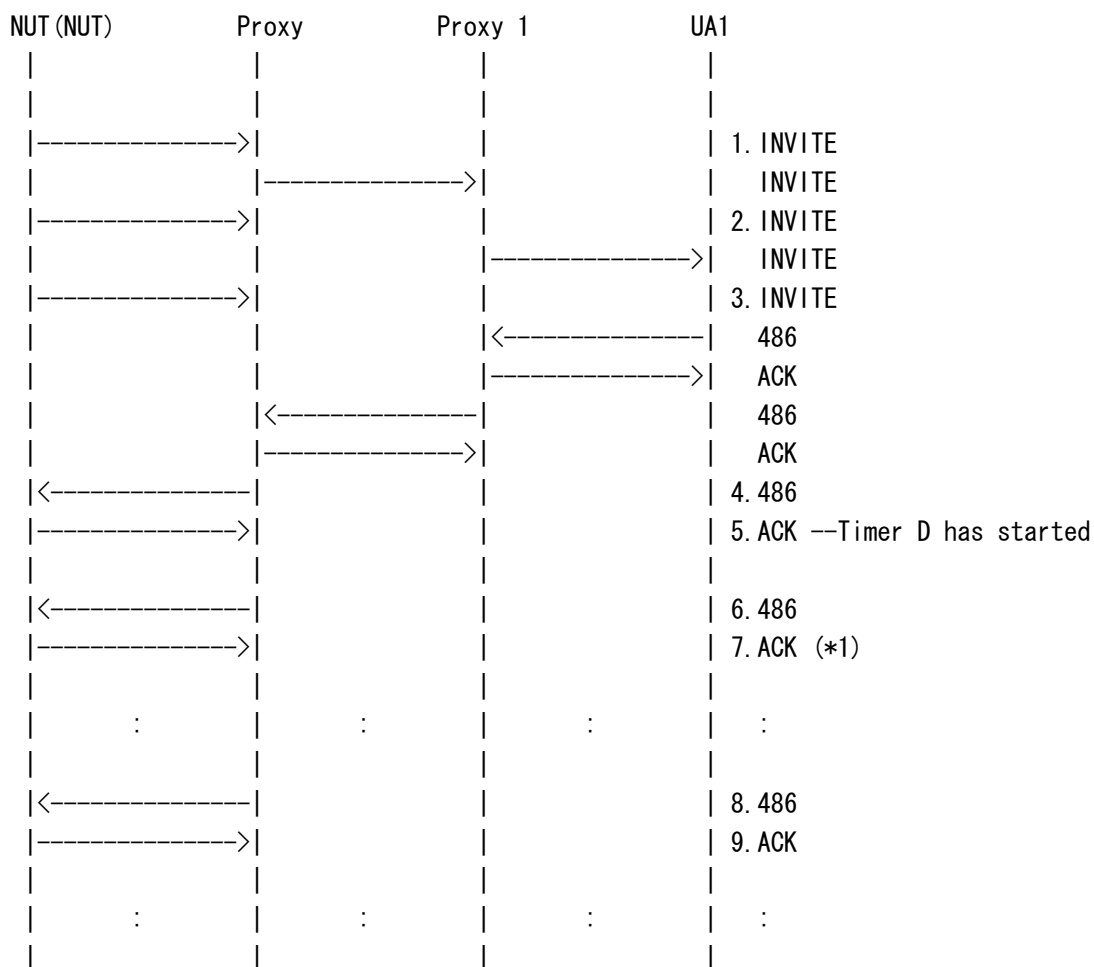 NUT(NUT) Proxy Proxy 1 UA1
1. INVITE
INVITE
2. INVITE
INVITE
3. INVITE
486
ACK
486
ACK
4. 486
5. ACK --Timer D has started
6. 486
7. ACK (*1)
: : : :
8. 486
9. ACK
: : : :